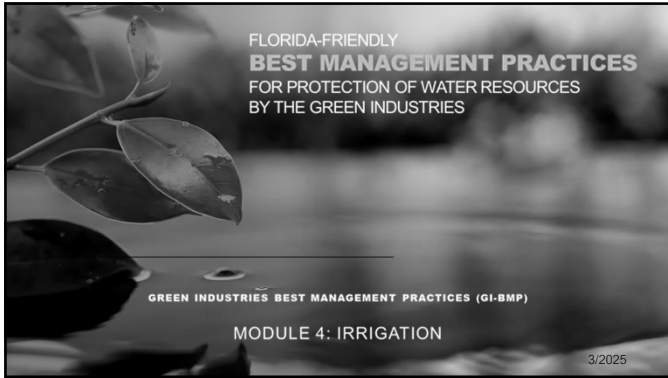 FLORIDA-FRIENDLY
BEST MANAGEMENT PRACTICES
FOR PROTECTION OF WATER RESOURCES
BY THE GREEN INDUSTRIES
GREEN INDUSTRIES BEST MANAGEMENT PRACTICES (GI-BMP)
MODULE 4: IRRIGATION
3/2025